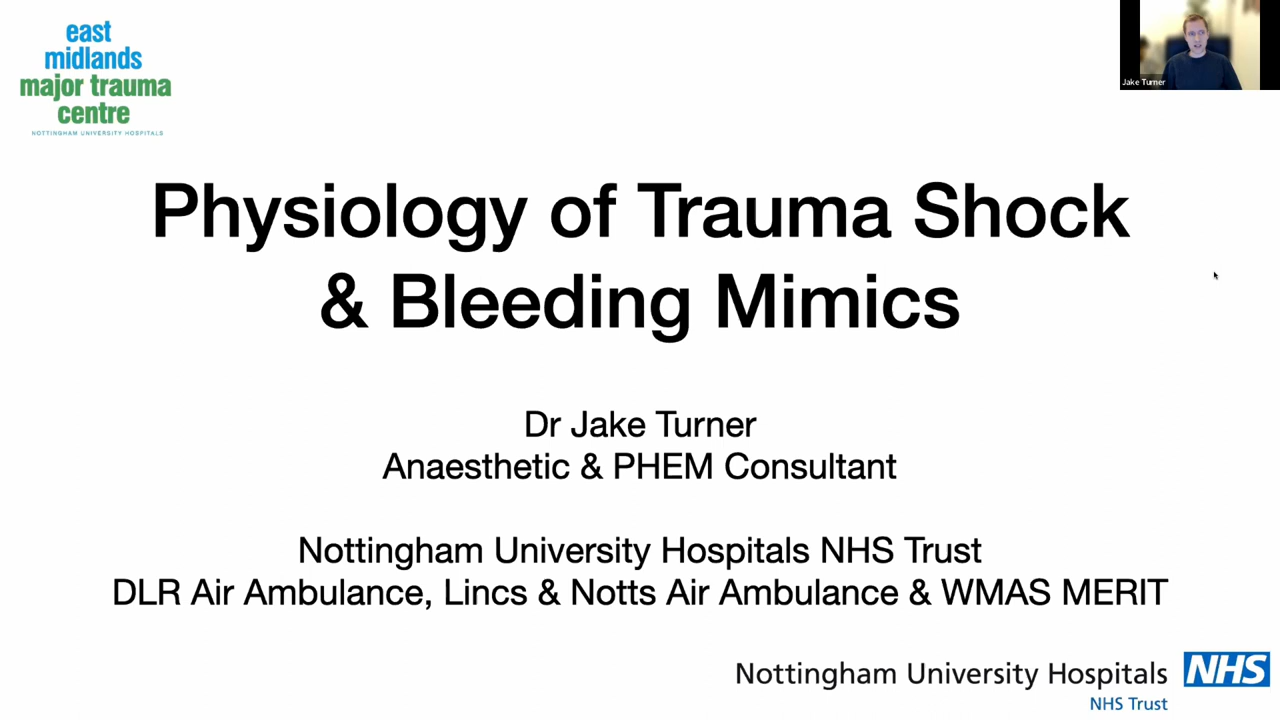 east
midlands
major trauma
centre
NOTTINGHAM UNIVERSITY HOSPITALS
Jake Turner
Physiology of Trauma Shock
& Bleeding Mimics
Dr Jake Turner
Anaesthetic & PHEM Consultant
Nottingham University Hospitals NHS Trust
DLR Air Ambulance, Lincs & Notts Air Ambulance & WMAS MERIT
Nottingham University Hospitals NHS
NHS Trust